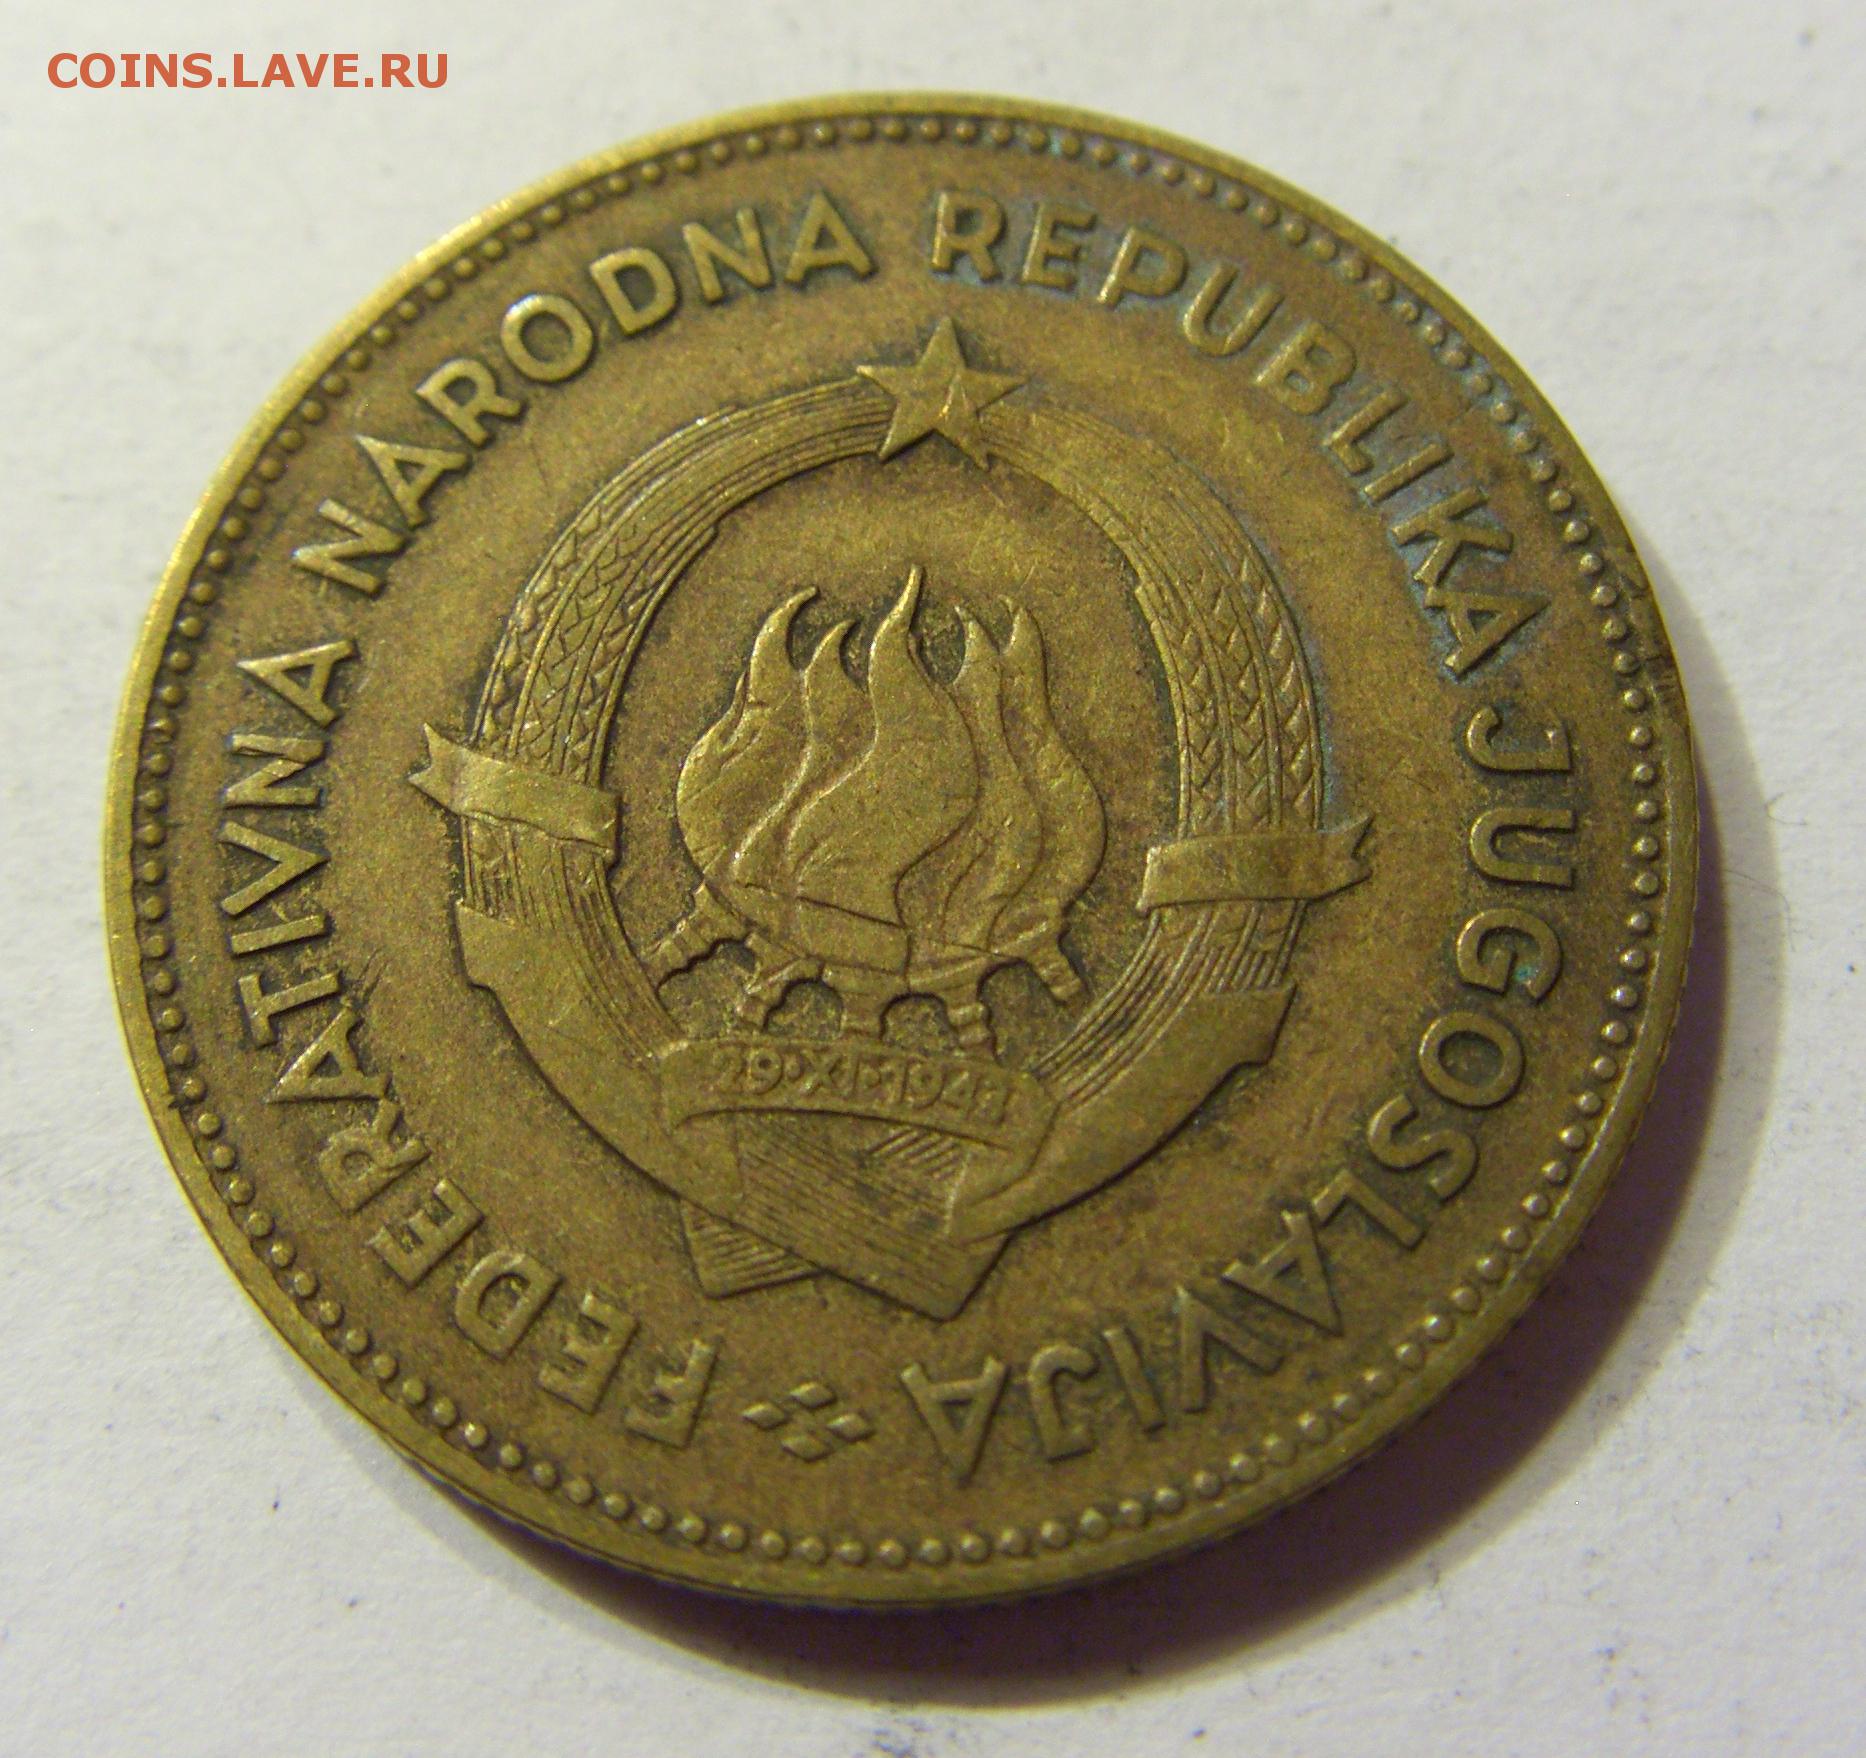 COINS.LAVE.RU
FEDERATIVNA NARODNA REPUBLIKA JUGOSLAVIJA
29·XI·1943